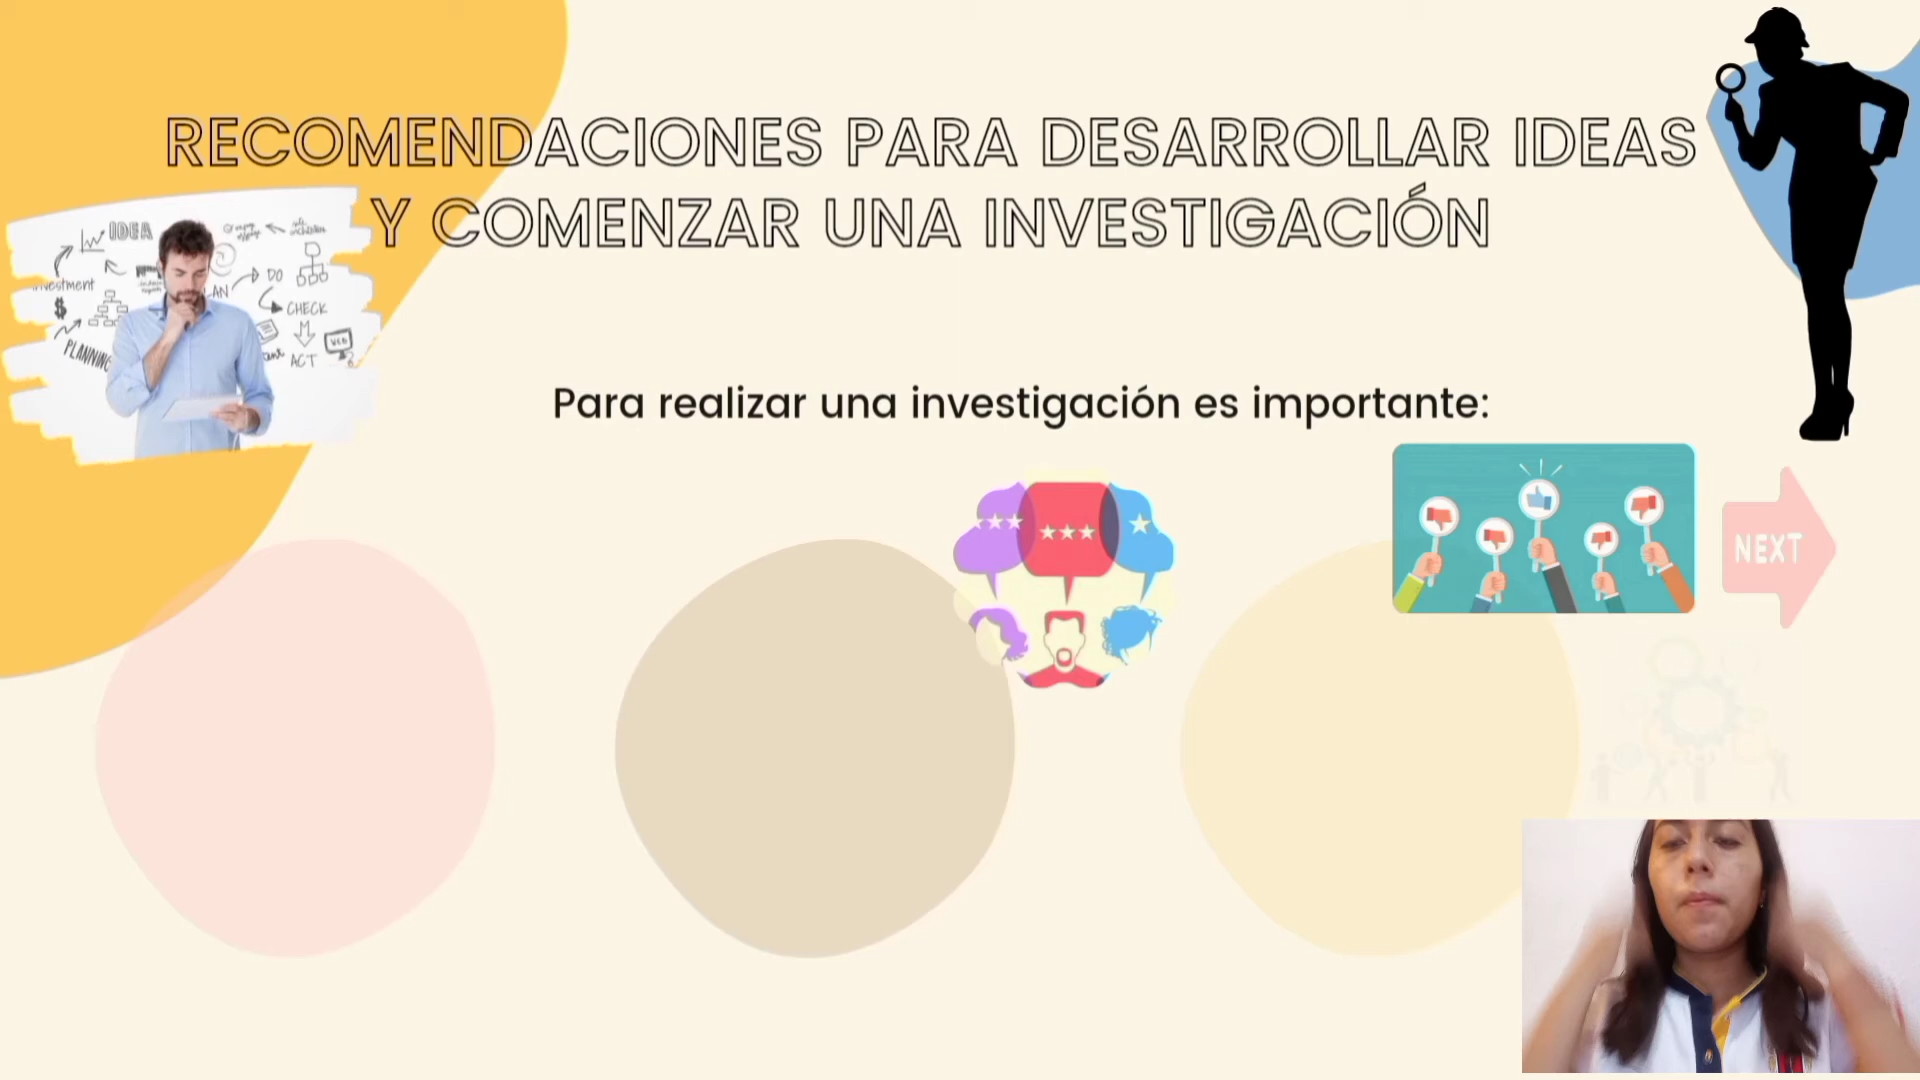 RECOMENDACIONES PARA DESARROLLAR IDEAS
Y COMENZAR UNA INVESTIGACIÓN
IDEA
DO
CHECK
ACT
WEB
$
PLANNING
Para realizar una investigación es importante:
NEXT